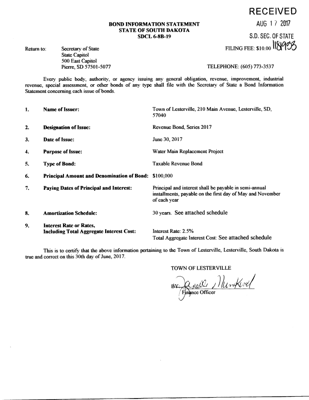 RECEIVED
AUG 17 2017
S.D. SEC. OF STATE
BOND INFORMATION STATEMENT
STATE OF SOUTH DAKOTA
SDCL 6-8B-19
Return to: Secretary of State FILING FEE: $10.00
State Capitol
500 East Capitol
Pierre, SD 57501-5077 TELEPHONE: (605) 773-3537
Every public body, authority, or agency issuing any general obligation, revenue, improvement, industrial
revenue, special assessment, or other bonds of any type shall file with the Secretary of State a Bond Information
Statement concerning each issue of bonds.
1. Name of Issuer: Town of Lesterville, 210 Main Avenue, Lesterville, SD,
57040
2. Designation of Issue: Revenue Bond, Series 2017
3. Date of Issue: June 30, 2017
4. Purpose of Issue: Water Main Replacement Project
5. Type of Bond: Taxable Revenue Bond
6. Principal Amount and Denomination of Bond: $100,000
7. Paying Dates of Principal and Interest: Principal and interest shall be payable in semi-annual
installments, payable on the first day of May and November
of each year
8. Amortization Schedule: 30 years. See attached schedule
9. Interest Rate or Rates,
Including Total Aggregate Interest Cost: Interest Rate: 2.5%
Total Aggregate Interest Cost: See attached schedule
This is to certify that the above information pertaining to the Town of Lesterville, Lesterville, South Dakota is
true and correct on this 30th day of June, 2017.
TOWN OF LESTERVILLE
BY:
Finance Officer